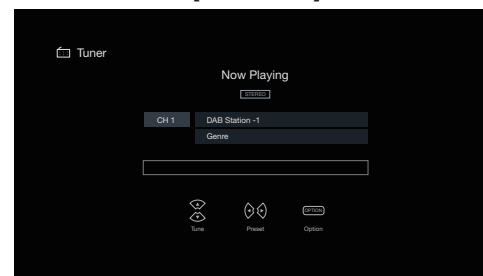 Tuner
Now Playing
STEREO
CH 1 DAB Station -1
Genre
OPTION
Tune Preset Option